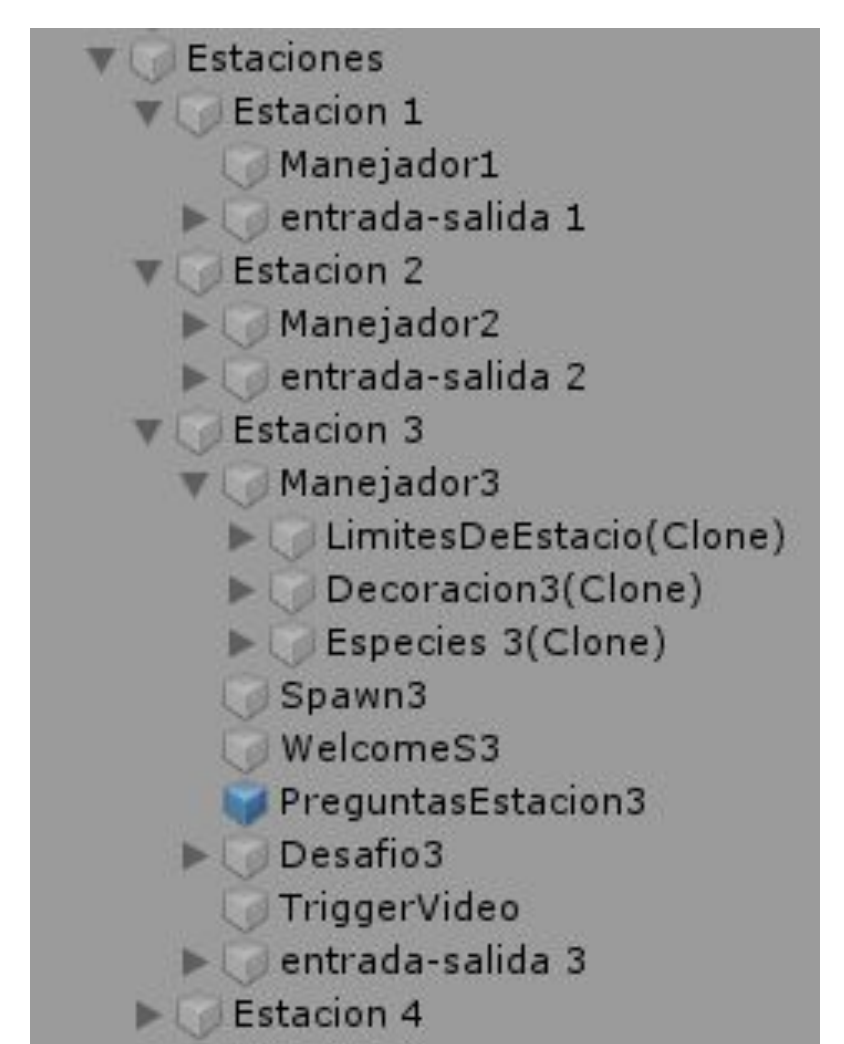 Estaciones
Estacion 1
Manejador1
entrada-salida 1
Estacion 2
Manejador2
entrada-salida 2
Estacion 3
Manejador3
LimitesDeEstacio(Clone)
Decoracion3(Clone)
Especies 3(Clone)
Spawn3
WelcomeS3
PreguntasEstacion3
Desafio3
TriggerVideo
entrada-salida 3
Estacion 4